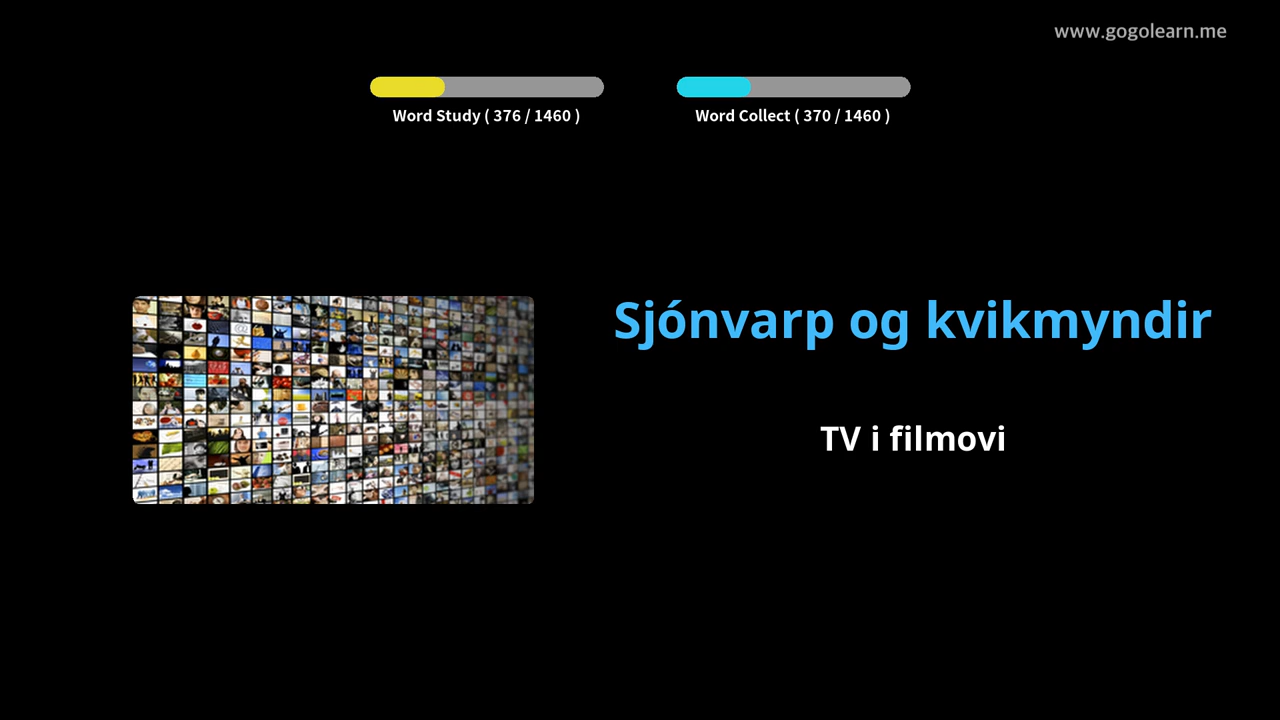 www.gogolearn.me
Word Study ( 376 / 1460 )
Word Collect ( 370 / 1460 )
Sjónvarp og kvikmyndir
TV i filmovi